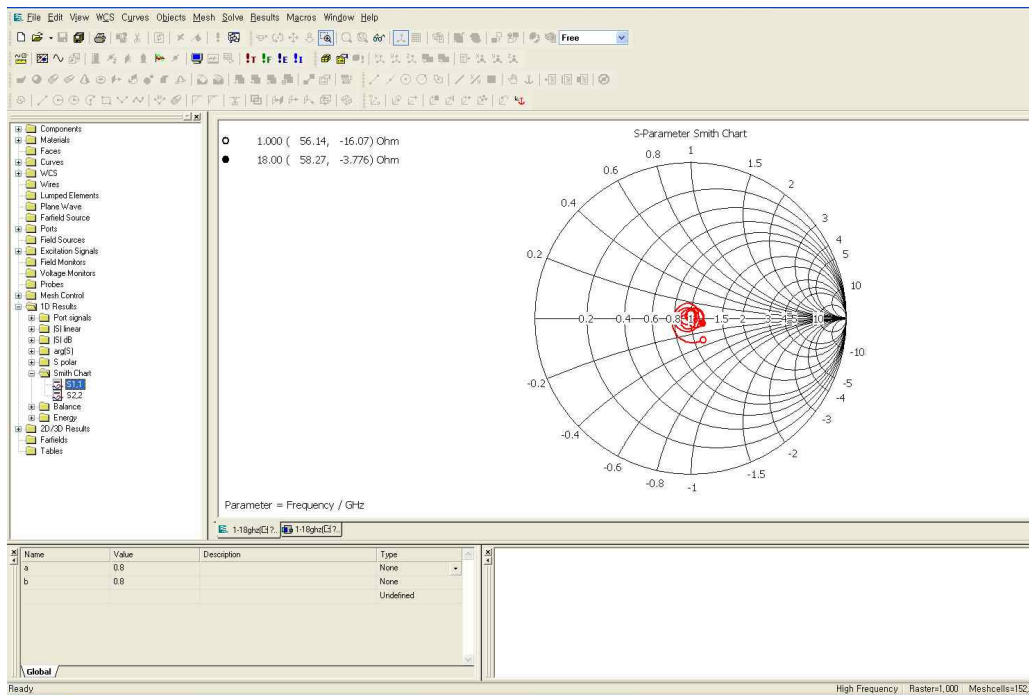 File Edit View WCS Curves Objects Mesh Solve Results Macros Window Help
Free
!T !F !E !I
Components
Materials
Faces
Curves
WCS
Wires
Lumped Elements
Plane Wave
Farfield Source
Ports
Field Sources
Excitation Signals
Field Monitors
Voltage Monitors
Probes
Mesh Control
1D Results
Port signals
|S| linear
|S| dB
arg(S)
S polar
Smith Chart
S1,1
S2,2
Balance
Energy
2D/3D Results
Farfields
Tables
S-Parameter Smith Chart
1.000 ( 56.14, -16.07) Ohm
18.00 ( 58.27, -3.776) Ohm
0.2
0.4
0.6
0.8
1
1.5
2
3
4
5
10
0.2 0.4 0.6 0.8 1 1.5 2 3 4 5 10
-10
-5
-4
-3
-2
-1.5
-1
-0.8
-0.6
-0.4
-0.2
Parameter = Frequency / GHz
Name Value Description Type
a 0.8 None
b 0.8 None
Undefined
Global
Ready
High Frequency Raster=1,000 Meshcells=152,